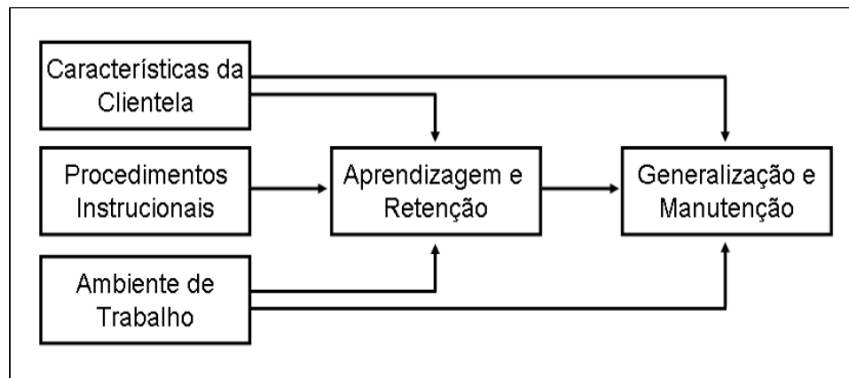 Características da
Clientela
Procedimentos
Instrucionais
Aprendizagem e
Retenção
Generalização e
Manutenção
Ambiente de
Trabalho